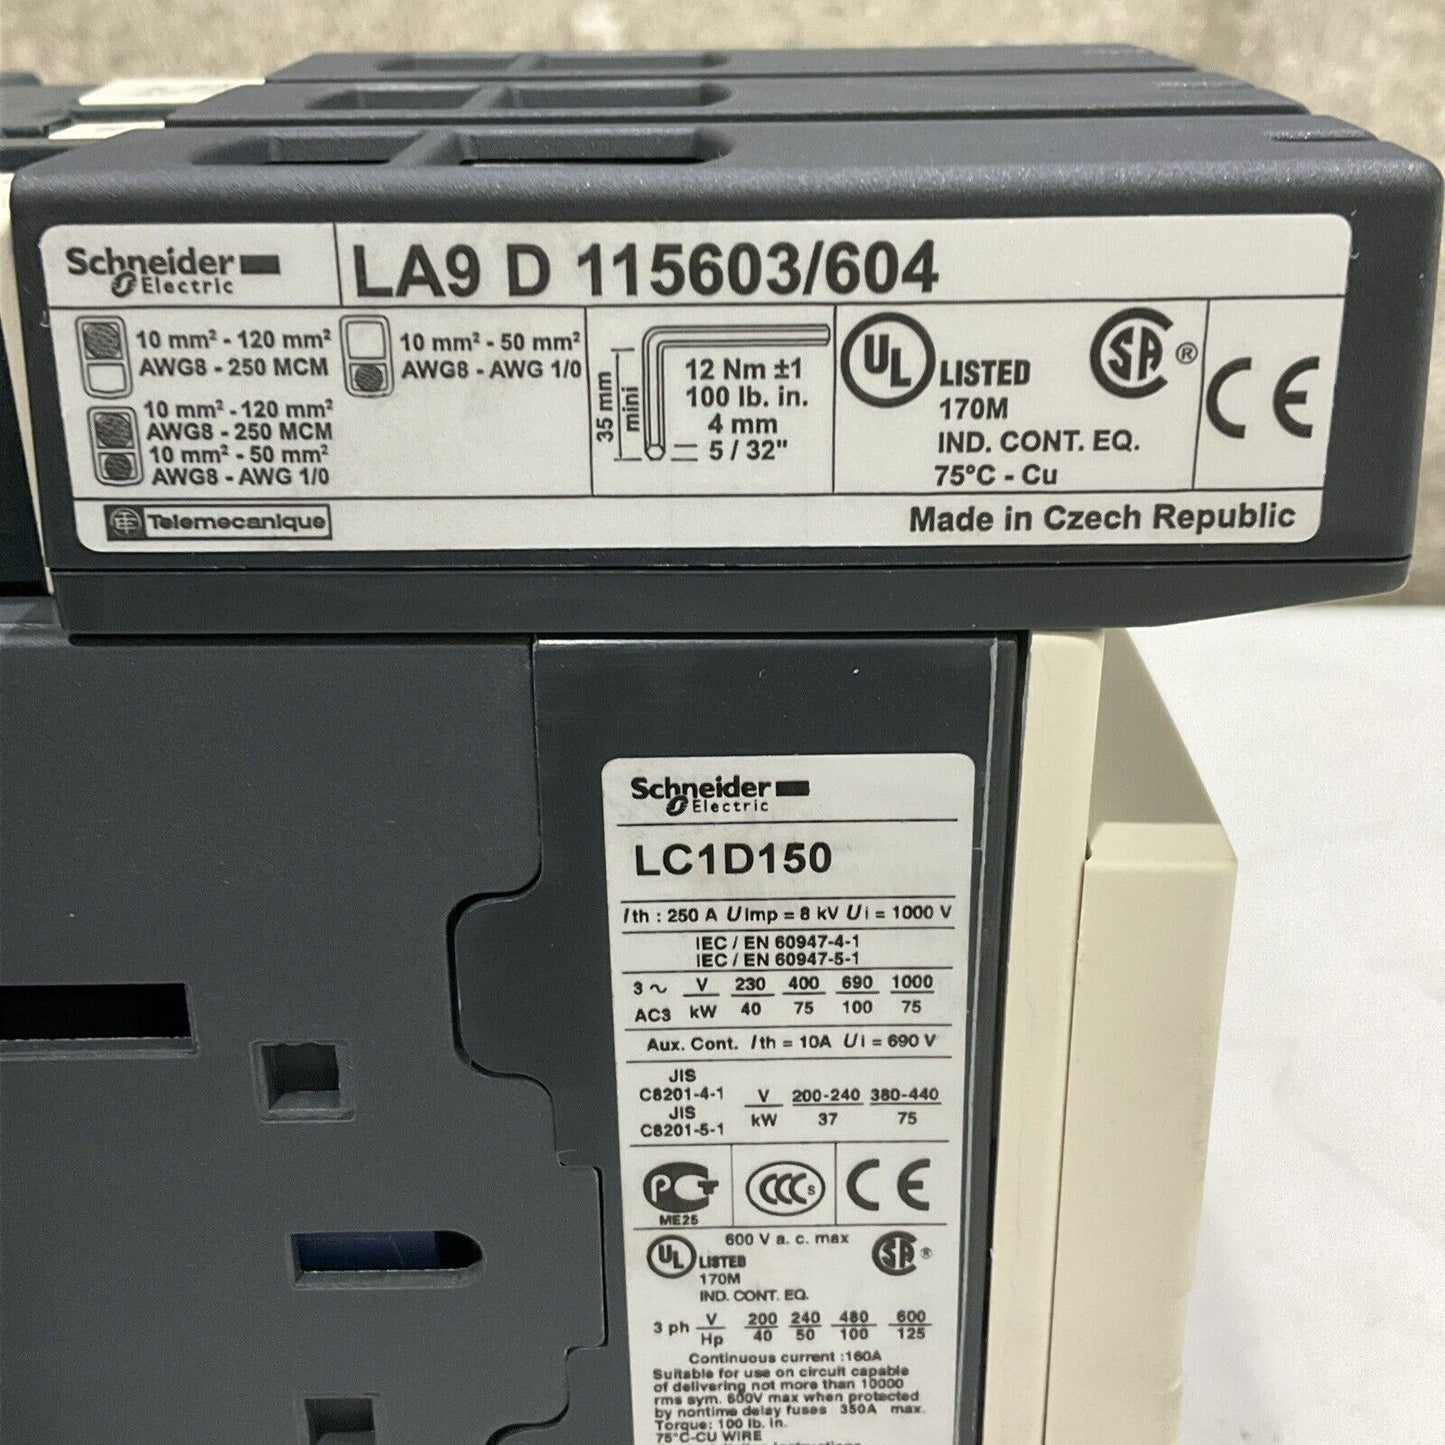 Schneider
Electric
LA9 D 115603/604
10 mm² - 120 mm²
AWG8 - 250 MCM
10 mm² - 50 mm²
AWG8 - AWG 1/0
10 mm² - 120 mm²
AWG8 - 250 MCM
10 mm² - 50 mm²
AWG8 - AWG 1/0
35 mm
mini
12 Nm ±1
100 lb. in.
4 mm
5 / 32"
UL LISTED
170M
IND. CONT. EQ.
75°C - Cu
SA ®
CE
Telemecanique
Made in Czech Republic
Schneider
Electric
LC1D150
Ith : 250 A U Imp = 8 kV Ui = 1000 V
IEC / EN 60947-4-1
IEC / EN 60947-5-1
3 ~ V 230 400 690 1000
AC3 kW 40 75 100 75
Aux. Cont. Ith = 10A Ui = 690 V
JIS
C8201-4-1
JIS
C8201-5-1
V 200-240 380-440
kW 37 75
PCT
ME25
CCC S
CE
600 V a. c. max
UL LISTED
170M
IND. CONT. EQ.
SA ®
3 ph V 200 240 480 600
Hp 40 50 100 125
Continuous current :160A
Suitable for use on circuit capable
of delivering not more than 10000
rms sym. 600V max when protected
by nontime delay fuses 350A max.
Torque: 100 lb. in.
75°C-CU WIRE